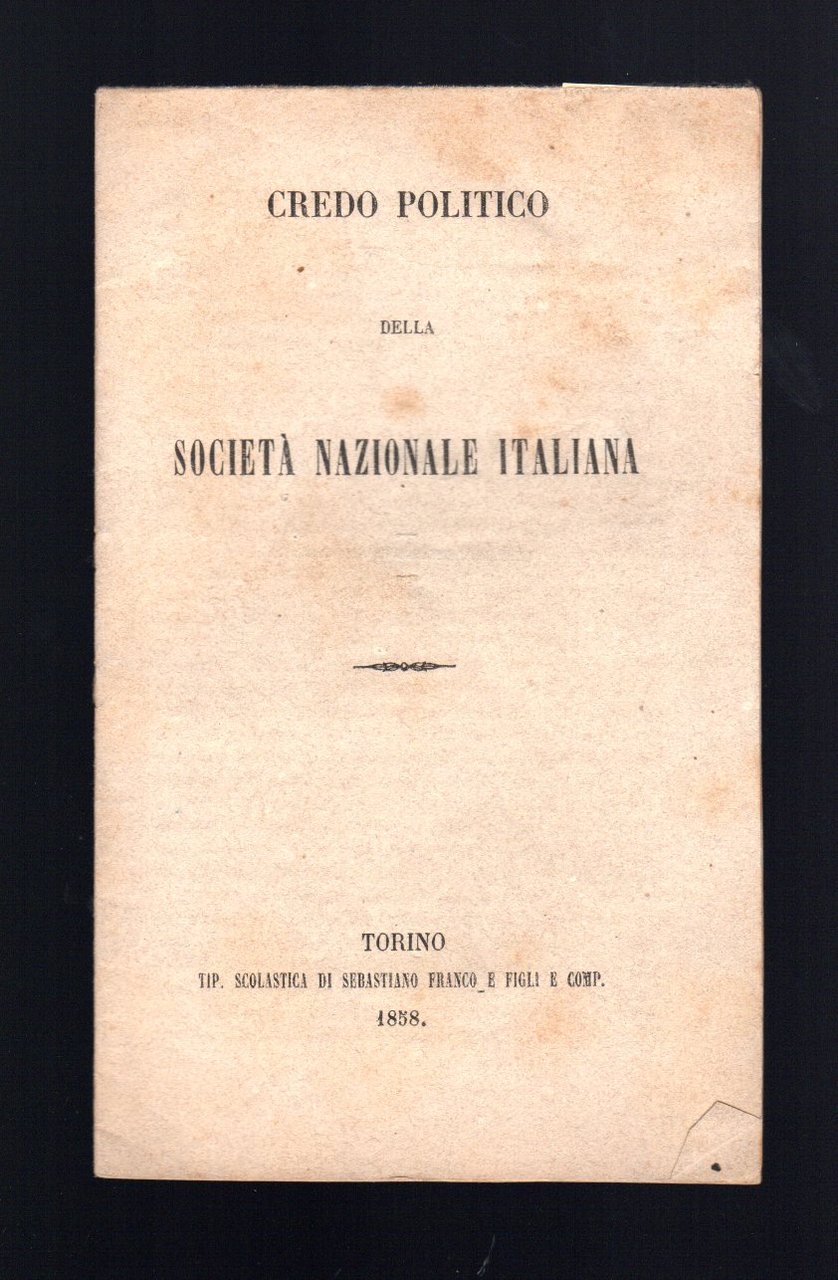 CREDO POLITICO
DELLA
SOCIETÀ NAZIONALE ITALIANA
TORINO
TIP. SCOLASTICA DI SEBASTIANO FRANCO E FIGLI E COMP.
1858.